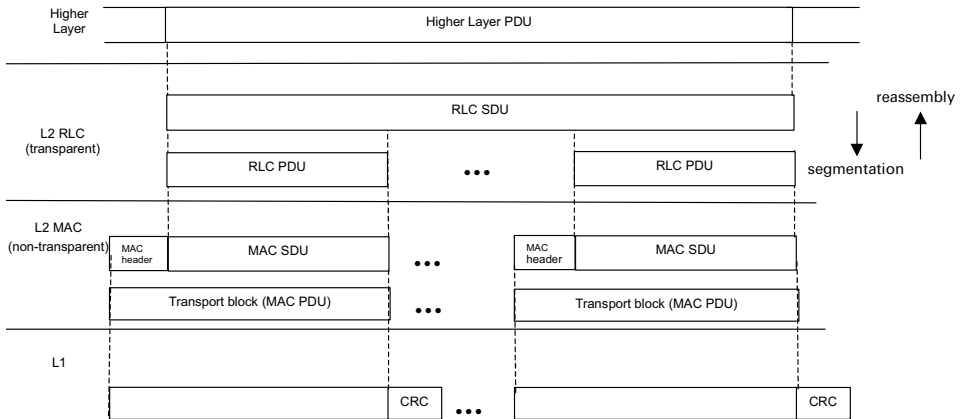 Higher
Layer
Higher Layer PDU
RLC SDU
reassembly
L2 RLC
(transparent)
RLC PDU
•••
RLC PDU
segmentation
L2 MAC
(non-transparent)
MAC
header
MAC SDU
•••
MAC
header
MAC SDU
Transport block (MAC PDU)
•••
Transport block (MAC PDU)
L1
CRC
•••
CRC